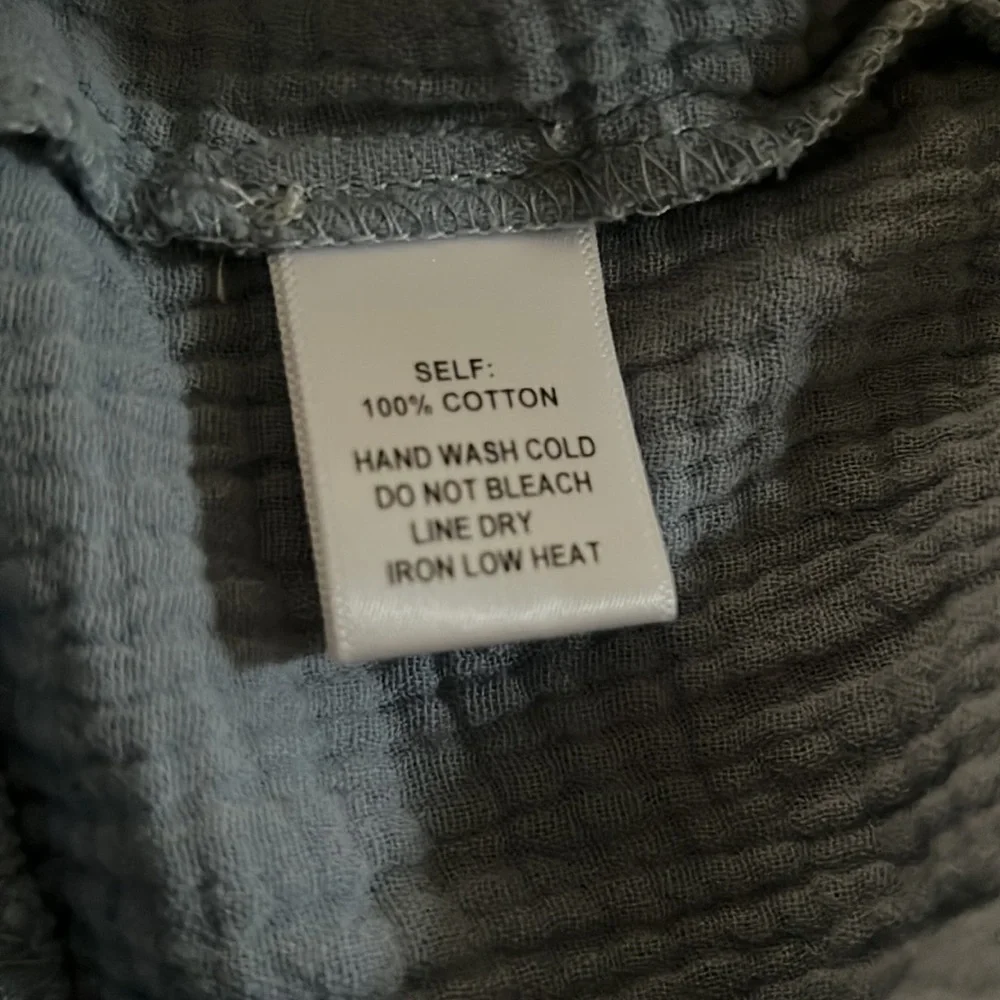 SELF:
100% COTTON
HAND WASH COLD
DO NOT BLEACH
LINE DRY
IRON LOW HEAT